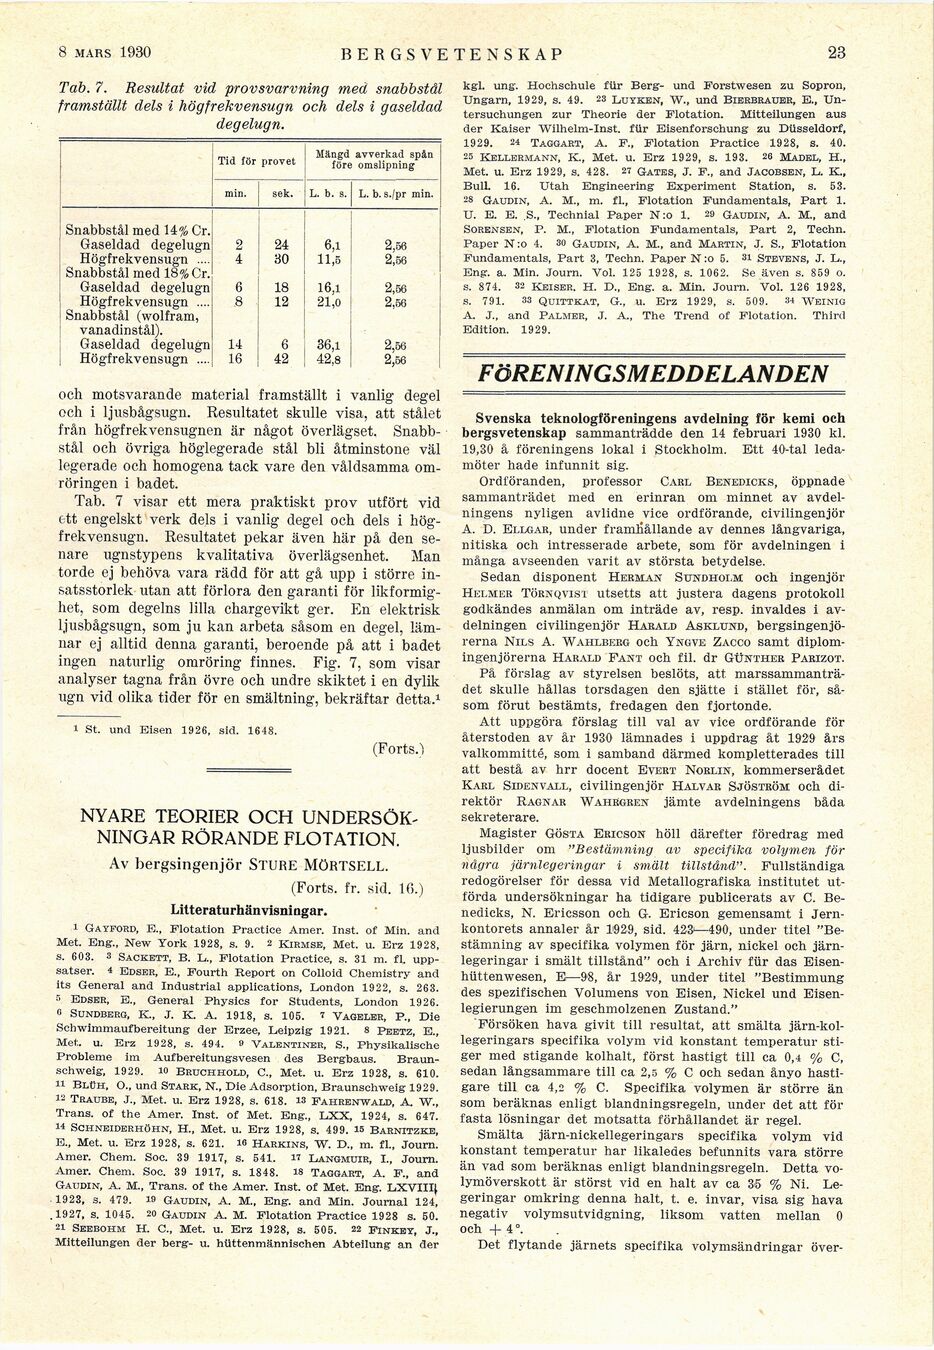 8 MARS 1930
BERGSVETENSKAP
23
Tab. 7. Resultat vid provsvarvning med snabbstål
framställt dels i högfrekvensugn och dels i gaseldad
degelugn.
Tid för provet
Mängd avverkad spån
före omslipning
min. sek. L. b. s. L. b. s./pr min.
Snabbstål med 14% Cr.
Gaseldad degelugn 2 24 6,1 2,56
Högfrekvensugn .... 4 30 11,5 2,56
Snabbstål med 18% Cr.
Gaseldad degelugn 6 18 16,1 2,56
Högfrekvensugn .... 8 12 21,0 2,56
Snabbstål (wolfram,
vanadinstål).
Gaseldad degelugn 14 6 36,1 2,56
Högfrekvensugn .... 16 42 42,8 2,56
och motsvarande material framställt i vanlig degel
och i ljusbågsugn. Resultatet skulle visa, att stålet
från högfrekvensugnen är något överlägset. Snabb-
stål och övriga höglegerade stål bli åtminstone väl
legerade och homogena tack vare den våldsamma om-
röringen i badet.
Tab. 7 visar ett mera praktiskt prov utfört vid
ett engelskt verk dels i vanlig degel och dels i hög-
frekvensugn. Resultatet pekar även här på den se-
nare ugnstypens kvalitativa överlägsenhet. Man
torde ej behöva vara rädd för att gå upp i större in-
satsstorlek utan att förlora den garanti för likformig-
het, som degelns lilla chargevikt ger. En elektrisk
ljusbågsugn, som ju kan arbeta såsom en degel, läm-
nar ej alltid denna garanti, beroende på att i badet
ingen naturlig omröring finnes. Fig. 7, som visar
analyser tagna från övre och undre skiktet i en dylik
ugn vid olika tider för en smältning, bekräftar detta.¹
¹ St. und Eisen 1926, sid. 1648.
(Forts.)
NYARE TEORIER OCH UNDERSÖK-
NINGAR RÖRANDE FLOTATION.
Av bergsingenjör STURE MÖRTSELL.
(Forts. fr. sid. 16.)
Litteraturhänvisningar.
¹ GAYFORD, E., Flotation Practice Amer. Inst. of Min. and
Met. Eng., New York 1928, s. 9. ² KIRMSE, Met. u. Erz 1928,
s. 603. ³ SACKETT, B. L., Flotation Practice, s. 31 m. fl. upp-
satser. ⁴ EDSER, E., Fourth Report on Colloid Chemistry and
its General and Industrial applications, London 1922, s. 263.
⁵ EDSER, E., General Physics for Students, London 1926.
⁶ SUNDBERG, K., J. K. A. 1918, s. 105. ⁷ VAGELER, P., Die
Schwimmaufbereitung der Erzee, Leipzig 1921. ⁸ PEETZ, E.,
Met. u. Erz 1928, s. 494. ⁹ VALENTINER, S., Physikalische
Probleme im Aufbereitungsvesen des Bergbaus. Braun-
schweig, 1929. ¹⁰ BRUCHHOLD, C., Met. u. Erz 1928, s. 610.
¹¹ BLÜH, O., und STARK, N., Die Adsorption, Braunschweig 1929.
¹² TRAUBE, J., Met. u. Erz 1928, s. 618. ¹³ FAHRENWALD, A. W.,
Trans. of the Amer. Inst. of Met. Eng., LXX, 1924, s. 647.
¹⁴ SCHNEIDERHÖHN, H., Met. u. Erz 1928, s. 499. ¹⁵ BARNITZKE,
E., Met. u. Erz 1928, s. 621. ¹⁶ HARKINS, W. D., m. fl., Journ.
Amer. Chem. Soc. 39 1917, s. 541. ¹⁷ LANGMUIR, I., Journ.
Amer. Chem. Soc. 39 1917, s. 1848. ¹⁸ TAGGART, A. F., and
GAUDIN, A. M., Trans. of the Amer. Inst. of Met. Eng. LXVIII,
1923, s. 479. ¹⁹ GAUDIN, A. M., Eng. and Min. Journal 124,
1927, s. 1045. ²⁰ GAUDIN A. M. Flotation Practice 1928 s. 50.
²¹ SEEBOHM H. C., Met. u. Erz 1928, s. 505. ²² FINKEY, J.,
Mitteilungen der berg- u. hüttenmännischen Abteilung an der
kgl. ung. Hochschule für Berg- und Forstwesen zu Sopron,
Ungarn, 1929, s. 49. ²³ LUYKEN, W., und BIERBRAUER, E., Un-
tersuchungen zur Theorie der Flotation. Mitteilungen aus
der Kaiser Wilhelm-Inst. für Eisenforschung zu Düsseldorf,
1929. ²⁴ TAGGART, A. F., Flotation Practice 1928, s. 40.
²⁵ KELLERMANN, K., Met. u. Erz 1929, s. 193. ²⁶ MADEL, H.,
Met. u. Erz 1929, s. 428. ²⁷ GATES, J. F., and JACOBSEN, L. K.,
Bull. 16. Utah Engineering Experiment Station, s. 53.
²⁸ GAUDIN, A. M., m. fl., Flotation Fundamentals, Part 1.
U. E. E. S., Technial Paper N:o 1. ²⁹ GAUDIN, A. M., and
SORENSEN, P. M., Flotation Fundamentals, Part 2, Techn.
Paper N:o 4. ³⁰ GAUDIN, A. M., and MARTIN, J. S., Flotation
Fundamentals, Part 3, Techn. Paper N:o 5. ³¹ STEVENS, J. L.,
Eng. a. Min. Journ. Vol. 125 1928, s. 1062. Se även s. 859 o.
s. 874. ³² KEISER. H. D., Eng. a. Min. Journ. Vol. 126 1928,
s. 791. ³³ QUITTKAT, G., u. Erz 1929, s. 509. ³⁴ WEINIG
A. J., and PALMER, J. A., The Trend of Flotation. Third
Edition. 1929.
FÖRENINGSMEDDELANDEN
Svenska teknologföreningens avdelning för kemi och
bergsvetenskap sammanträdde den 14 februari 1930 kl.
19,30 å föreningens lokal i Stockholm. Ett 40-tal leda-
möter hade infunnit sig.
Ordföranden, professor CARL BENEDICKS, öppnade
sammanträdet med en erinran om minnet av avdel-
ningens nyligen avlidne vice ordförande, civilingenjör
A. D. ELLGAR, under framhållande av dennes långvariga,
nitiska och intresserade arbete, som för avdelningen i
många avseenden varit av största betydelse.
Sedan disponent HERMAN SUNDHOLM och ingenjör
HELMER TÖRNQVIST utsetts att justera dagens protokoll
godkändes anmälan om inträde av, resp. invaldes i av-
delningen civilingenjör HARALD ASKLUND, bergsingenjö-
rerna NILS A. WAHLBERG och YNGVE ZACCO samt diplom-
ingenjörerna HARALD FANT och fil. dr GÜNTHER PARIZOT.
På förslag av styrelsen beslöts, att marssammanträ-
det skulle hållas torsdagen den sjätte i stället för, så-
som förut bestämts, fredagen den fjortonde.
Att uppgöra förslag till val av vice ordförande för
återstoden av år 1930 lämnades i uppdrag åt 1929 års
valkommitté, som i samband därmed kompletterades till
att bestå av hrr docent EVERT NORLIN, kommerserådet
KARL SIDENVALL, civilingenjör HALVAR SJÖSTRÖM och di-
rektör RAGNAR WAHRGREN jämte avdelningens båda
sekreterare.
Magister GÖSTA ERICSON höll därefter föredrag med
ljusbilder om ”Bestämning av specifika volymen för
några järnlegeringar i smält tillstånd”. Fullständiga
redogörelser för dessa vid Metallografiska institutet ut-
förda undersökningar ha tidigare publicerats av C. Be-
nedicks, N. Ericsson och G. Ericson gemensamt i Jern-
kontorets annaler år 1929, sid. 423—490, under titel ”Be-
stämning av specifika volymen för järn, nickel och järn-
legeringar i smält tillstånd” och i Archiv für das Eisen-
hüttenwesen, E—98, år 1929, under titel ”Bestimmung
des spezifischen Volumens von Eisen, Nickel und Eisen-
legierungen im geschmolzenen Zustand.”
Försöken hava givit till resultat, att smälta järn-kol-
legeringars specifika volym vid konstant temperatur sti-
ger med stigande kolhalt, först hastigt till ca 0,4 % C,
sedan långsammare till ca 2,5 % C och sedan ånyo hasti-
gare till ca 4,2 % C. Specifika volymen är större än
som beräknas enligt blandningsregeln, under det att för
fasta lösningar det motsatta förhållandet är regel.
Smälta järn-nickellegeringars specifika volym vid
konstant temperatur har likaledes befunnits vara större
än vad som beräknas enligt blandningsregeln. Detta vo-
lymöverskott är störst vid en halt av ca 35 % Ni. Le-
geringar omkring denna halt, t. e. invar, visa sig hava
negativ volymsutvidgning, liksom vatten mellan 0
och + 4°.
Det flytande järnets specifika volymsändringar över-